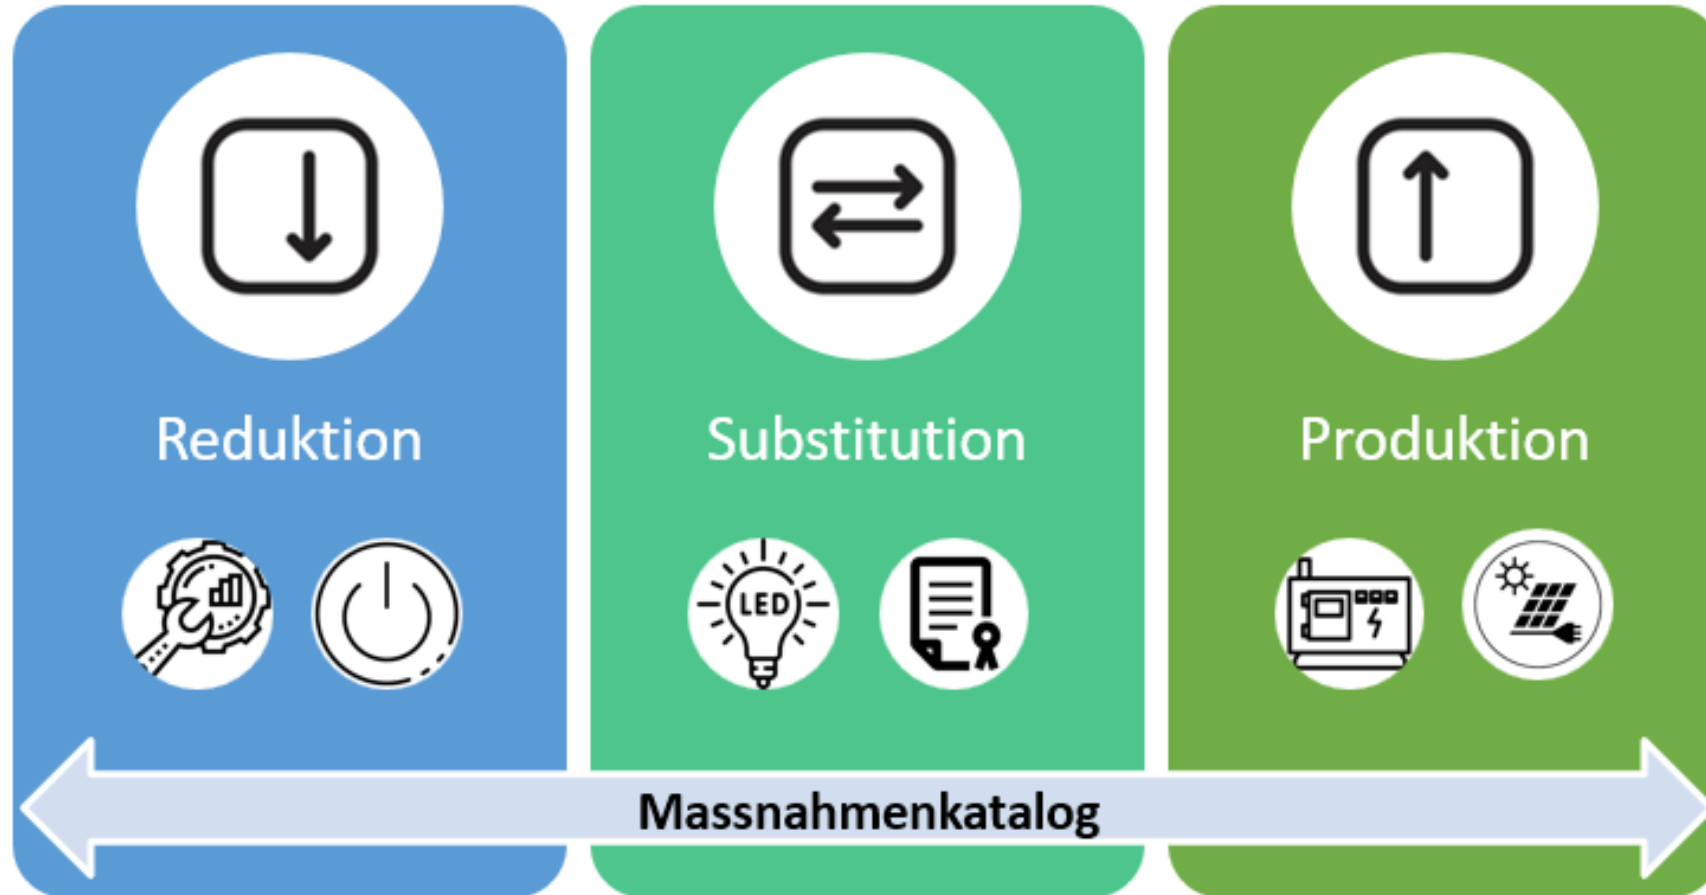 Reduktion
Substitution
Produktion
LED
Massnahmenkatalog